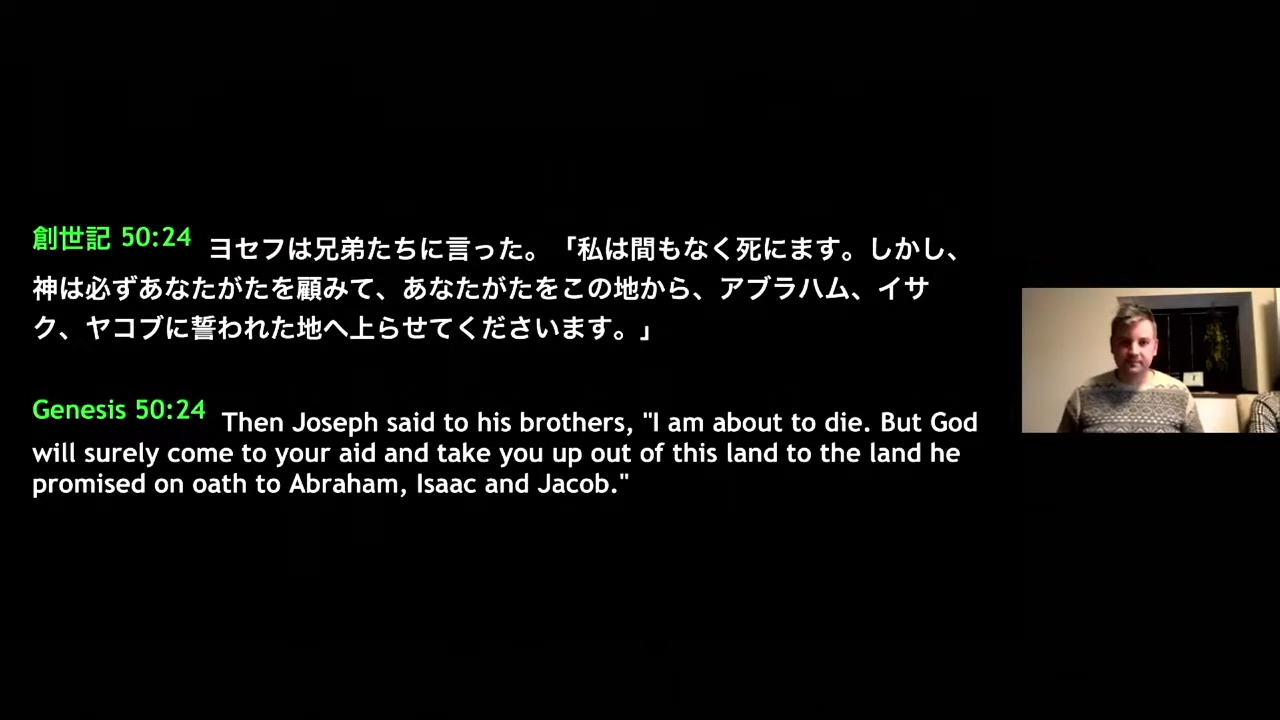 創世記 50:24 ヨセフは兄弟たちに言った。「私は間もなく死にます。しかし、
神は必ずあなたがたを顧みて、あなたがたをこの地から、アブラハム、イサ
ク、ヤコブに誓われた地へ上らせてくださいます。」
Genesis 50:24 Then Joseph said to his brothers, "I am about to die. But God
will surely come to your aid and take you up out of this land to the land he
promised on oath to Abraham, Isaac and Jacob."